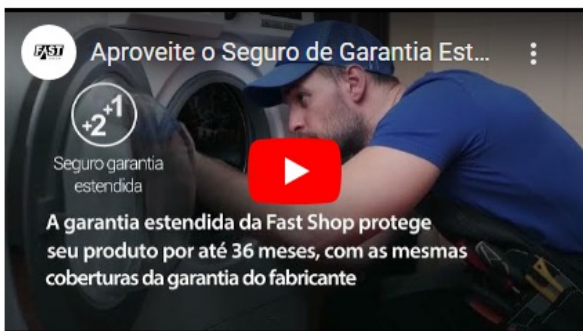 FAST
Aproveite o Seguro de Garantia Est...
+2+1
Seguro garantia
estendida
A garantia estendida da Fast Shop protege
seu produto por até 36 meses, com as mesmas
coberturas da garantia do fabricante